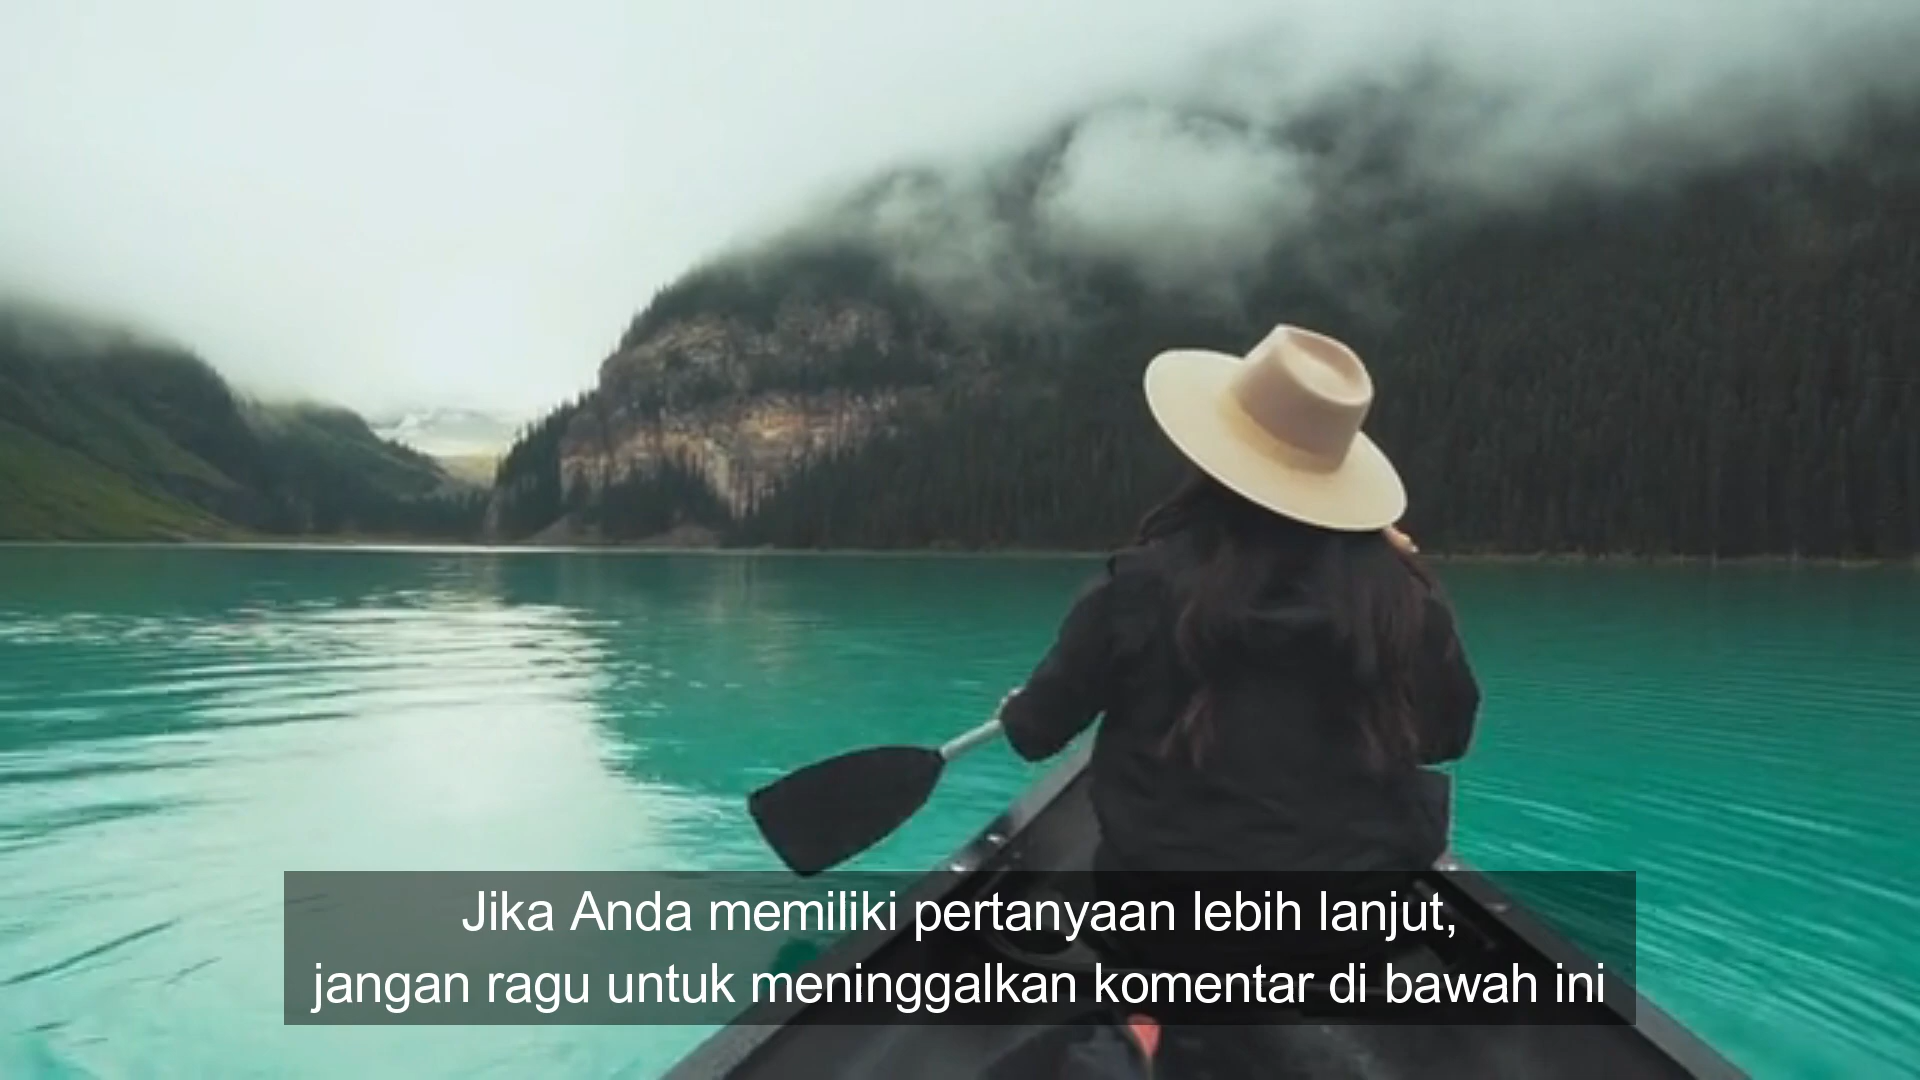 Jika Anda memiliki pertanyaan lebih lanjut,
jangan ragu untuk meninggalkan komentar di bawah ini